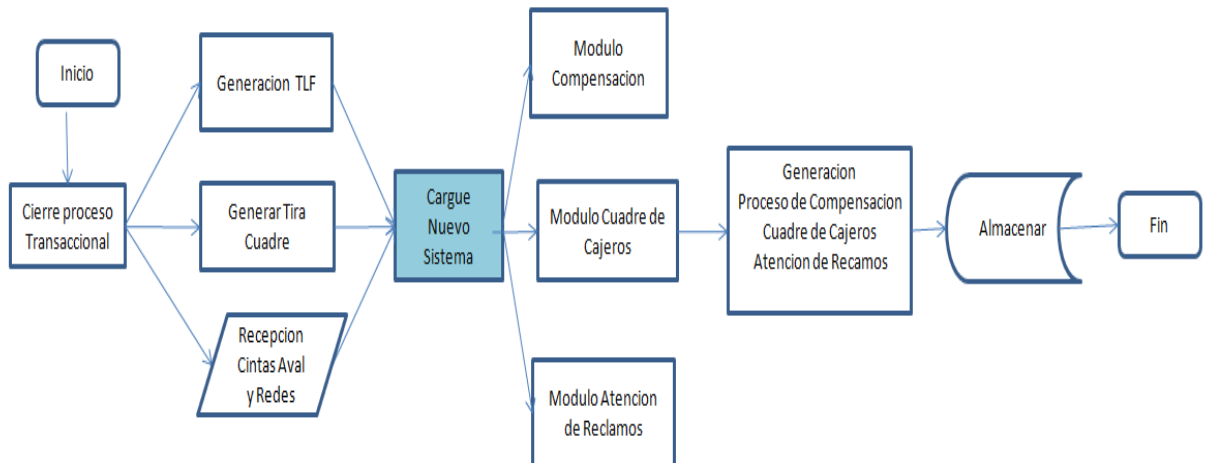 Inicio
Cierre proceso
Transaccional
Generacion TLF
Generar Tira
Cuadre
Recepcion
Cintas Aval
y Redes
Cargue
Nuevo
Sistema
Modulo
Compensacion
Modulo Cuadre de
Cajeros
Modulo Atencion
de Reclamos
Generacion
Proceso de Compensacion
Cuadre de Cajeros
Atencion de Recamos
Almacenar
Fin